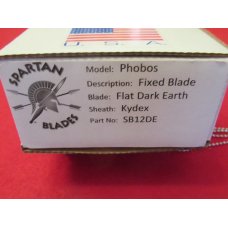 U S A
SPARTAN
BLADES
Model: Phobos
Description: Fixed Blade
Blade: Flat Dark Earth
Sheath: Kydex
Part No: SB12DE